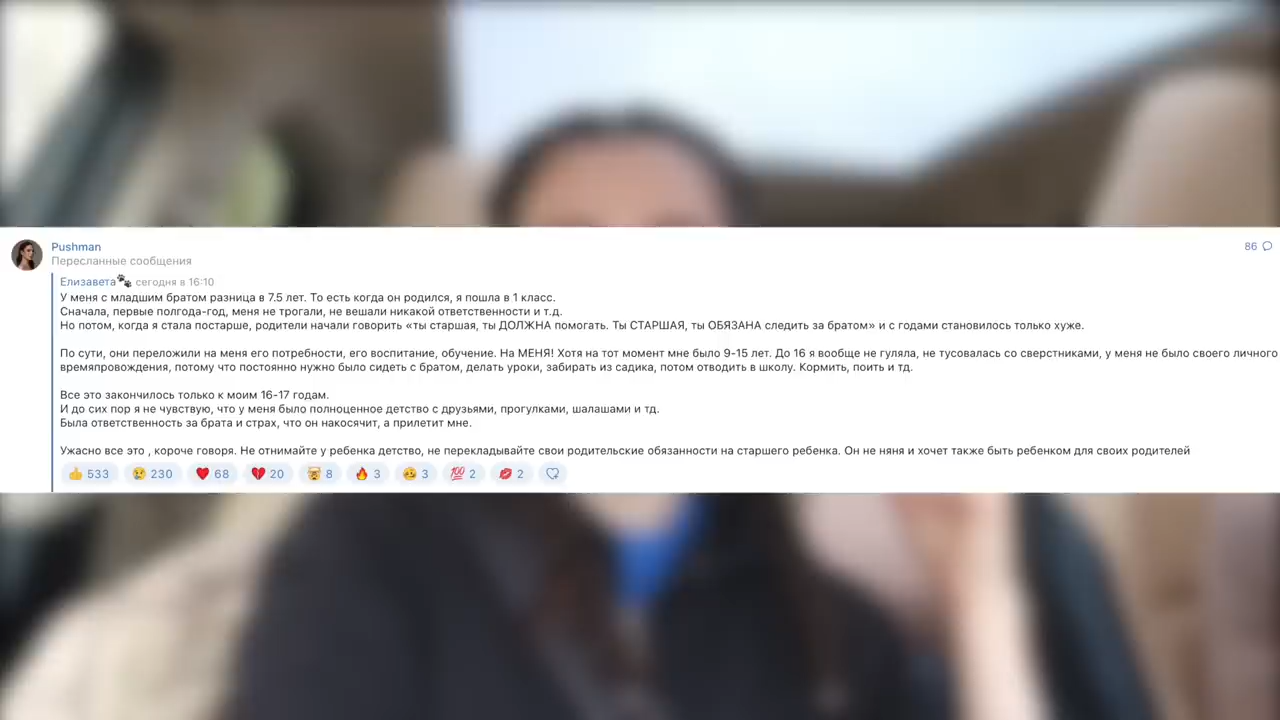 Pushman
86
Пересланные сообщения
Елизавета🐾 сегодня в 16:10
У меня с младшим братом разница в 7.5 лет. То есть когда он родился, я пошла в 1 класс.
Сначала, первые полгода-год, меня не трогали, не вешали никакой ответственности и т.д.
Но потом, когда я стала постарше, родители начали говорить «ты старшая, ты ДОЛЖНА помогать. Ты СТАРШАЯ, ты ОБЯЗАНА следить за братом» и с годами становилось только хуже.
По сути, они переложили на меня его потребности, его воспитание, обучение. На МЕНЯ! Хотя на тот момент мне было 9-15 лет. До 16 я вообще не гуляла, не тусовалась со сверстниками, у меня не было своего личного
времяпровождения, потому что постоянно нужно было сидеть с братом, делать уроки, забирать из садика, потом отводить в школу. Кормить, поить и тд.
Все это закончилось только к моим 16-17 годам.
И до сих пор я не чувствую, что у меня было полноценное детство с друзьями, прогулками, шалашами и тд.
Была ответственность за брата и страх, что он накосячит, а прилетит мне.
Ужасно все это , короче говоря. Не отнимайте у ребенка детство, не перекладывайте свои родительские обязанности на старшего ребенка. Он не няня и хочет также быть ребенком для своих родителей
👍 533 😢 230 ❤️ 68 💔 20 🤯 8 🔥 3 🥴 3 💯 2 💋 2